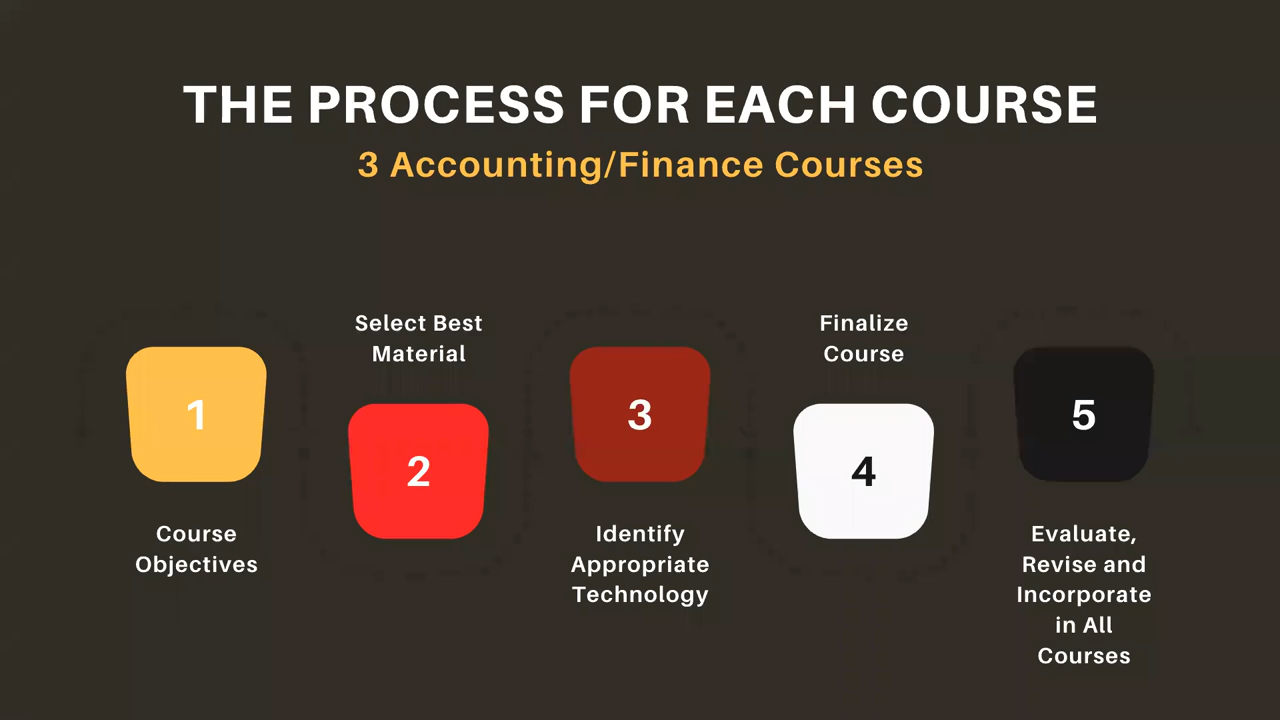 THE PROCESS FOR EACH COURSE
3 Accounting/Finance Courses
1
Course
Objectives
Select Best
Material
2
3
Identify
Appropriate
Technology
Finalize
Course
4
5
Evaluate,
Revise and
Incorporate
in All
Courses